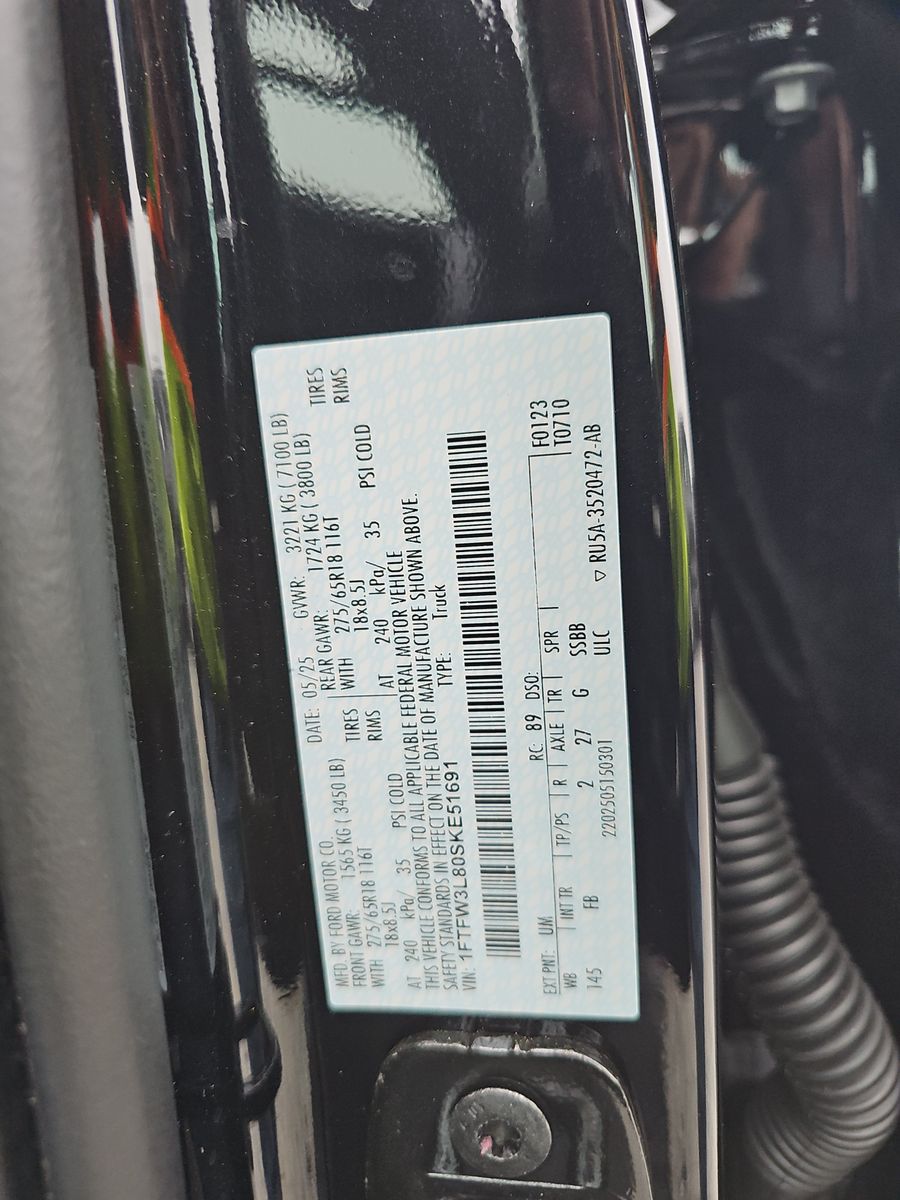 MFD. BY FORD MOTOR CO. DATE: 05/25 GVWR: 3221 KG ( 7100 LB)
FRONT GAWR: 1565 KG ( 3450 LB) REAR GAWR: 1724 KG ( 3800 LB)
WITH 275/65R18 116T TIRES WITH 275/65R18 116T TIRES
18x8.5J RIMS 18x8.5J RIMS
AT 240 kPa/ 35 PSI COLD AT 240 kPa/ 35 PSI COLD
THIS VEHICLE CONFORMS TO ALL APPLICABLE FEDERAL MOTOR VEHICLE
SAFETY STANDARDS IN EFFECT ON THE DATE OF MANUFACTURE SHOWN ABOVE.
VIN: 1FTFW3L80SKE51691 TYPE: Truck
EXT PNT: UM RC: 89 DSO: F0123
WB INT TR TP/PS R AXLE TR SPR T0710
145 FB 2 27 G SSBB
2202505150301 ULC ▽ RU5A-3520472-AB